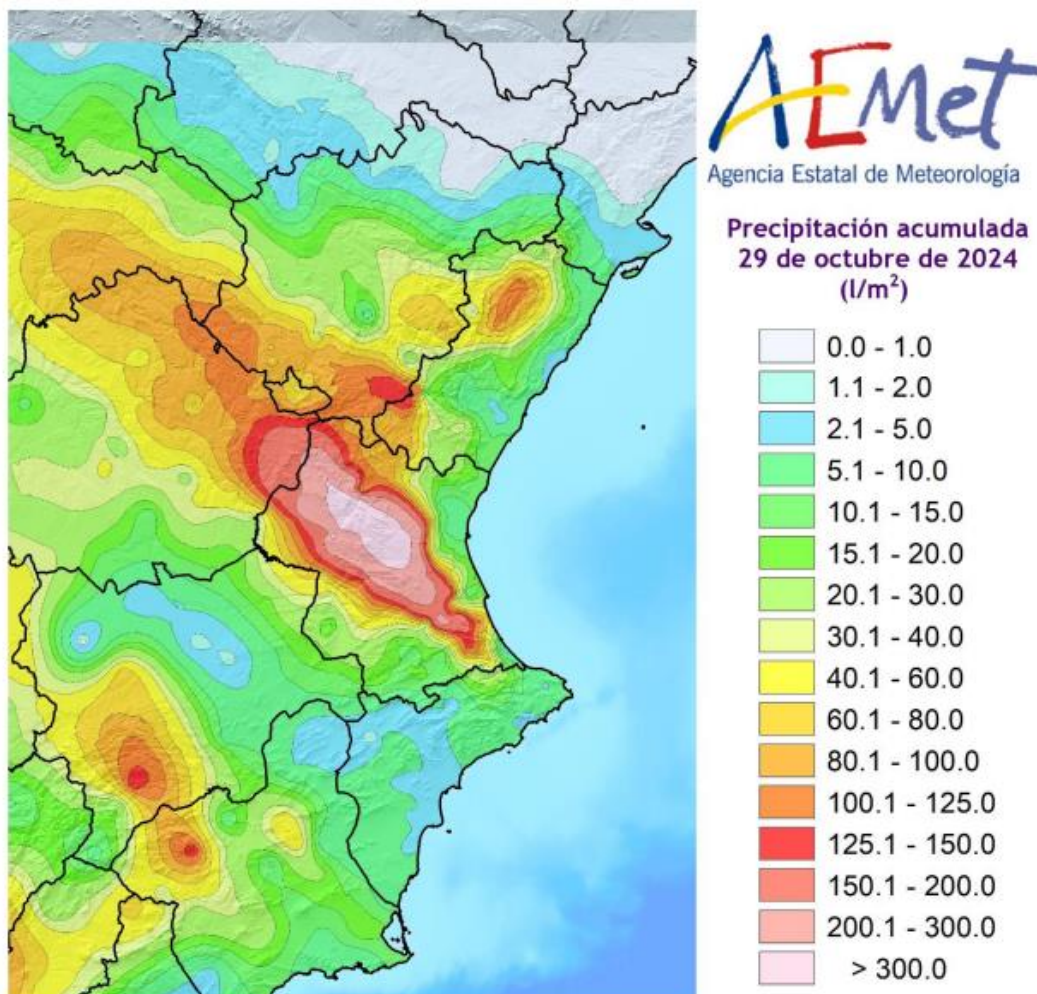 AEMet
Agencia Estatal de Meteorología
Precipitación acumulada
29 de octubre de 2024
(l/m²)
0.0 - 1.0
1.1 - 2.0
2.1 - 5.0
5.1 - 10.0
10.1 - 15.0
15.1 - 20.0
20.1 - 30.0
30.1 - 40.0
40.1 - 60.0
60.1 - 80.0
80.1 - 100.0
100.1 - 125.0
125.1 - 150.0
150.1 - 200.0
200.1 - 300.0
> 300.0